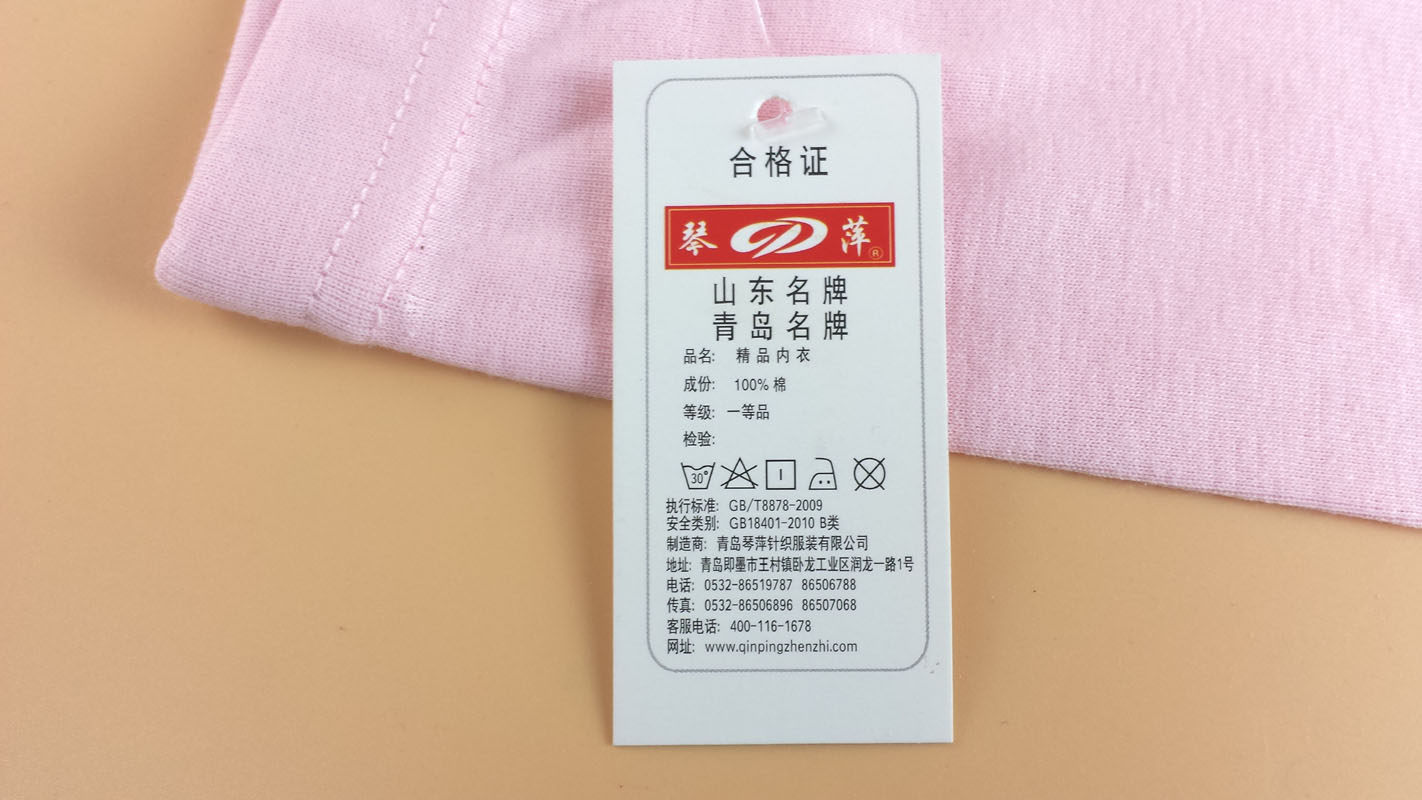 合格证
琴 萍 ®
山东名牌
青岛名牌
品名: 精品内衣
成份: 100% 棉
等级: 一等品
检验:
30°
执行标准: GB/T8878-2009
安全类别: GB18401-2010 B类
制造商: 青岛琴萍针织服装有限公司
地址: 青岛即墨市王村镇卧龙工业区润龙一路1号
电话: 0532-86519787 86506788
传真: 0532-86506896 86507068
客服电话: 400-116-1678
网址: www.qinpingzhenzhi.com